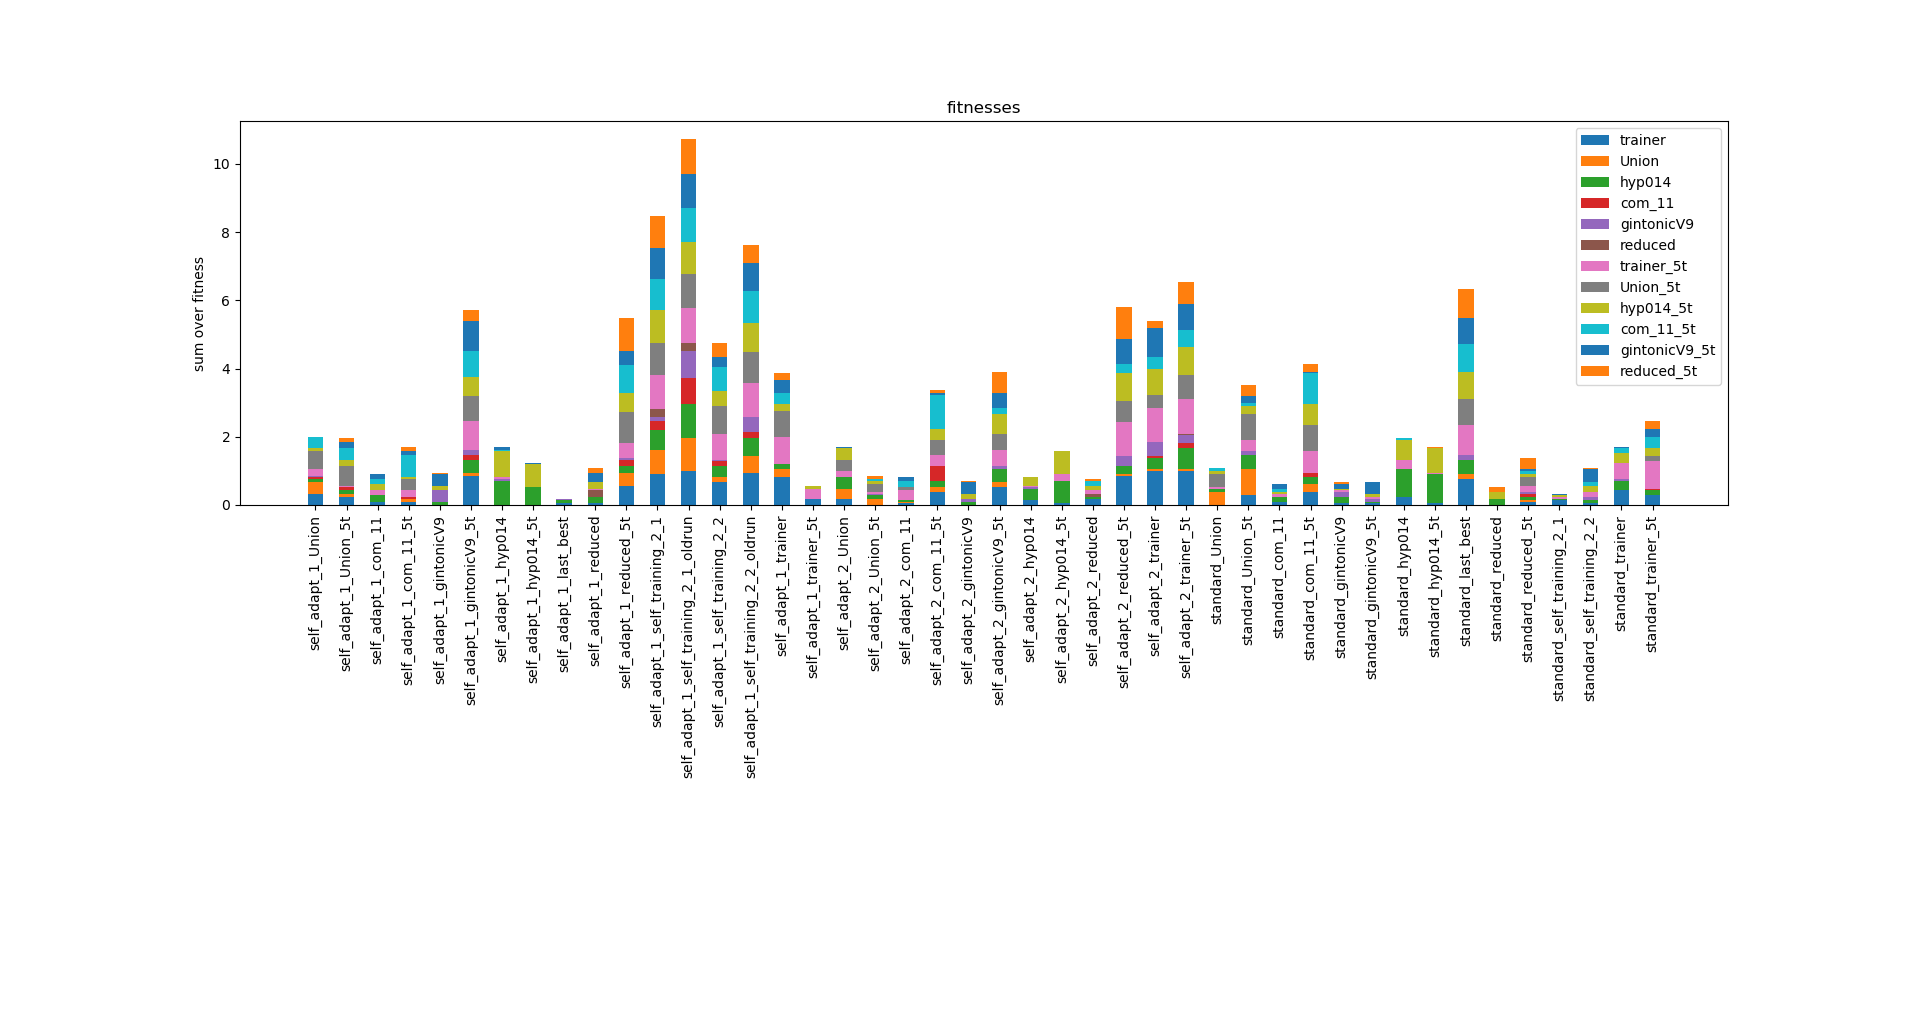 fitnesses
sum over fitness
10
8
6
4
2
0
trainer
Union
hyp014
com_11
gintonicV9
reduced
trainer_5t
Union_5t
hyp014_5t
com_11_5t
gintonicV9_5t
reduced_5t
self_adapt_1_Union
self_adapt_1_Union_5t
self_adapt_1_com_11
self_adapt_1_com_11_5t
self_adapt_1_gintonicV9
self_adapt_1_gintonicV9_5t
self_adapt_1_hyp014
self_adapt_1_hyp014_5t
self_adapt_1_last_best
self_adapt_1_reduced
self_adapt_1_reduced_5t
self_adapt_1_self_training_2_1
self_adapt_1_self_training_2_1_oldrun
self_adapt_1_self_training_2_2
self_adapt_1_self_training_2_2_oldrun
self_adapt_1_trainer
self_adapt_1_trainer_5t
self_adapt_2_Union
self_adapt_2_Union_5t
self_adapt_2_com_11
self_adapt_2_com_11_5t
self_adapt_2_gintonicV9
self_adapt_2_gintonicV9_5t
self_adapt_2_hyp014
self_adapt_2_hyp014_5t
self_adapt_2_reduced
self_adapt_2_reduced_5t
self_adapt_2_trainer
self_adapt_2_trainer_5t
standard_Union
standard_Union_5t
standard_com_11
standard_com_11_5t
standard_gintonicV9
standard_gintonicV9_5t
standard_hyp014
standard_hyp014_5t
standard_last_best
standard_reduced
standard_reduced_5t
standard_self_training_2_1
standard_self_training_2_2
standard_trainer
standard_trainer_5t